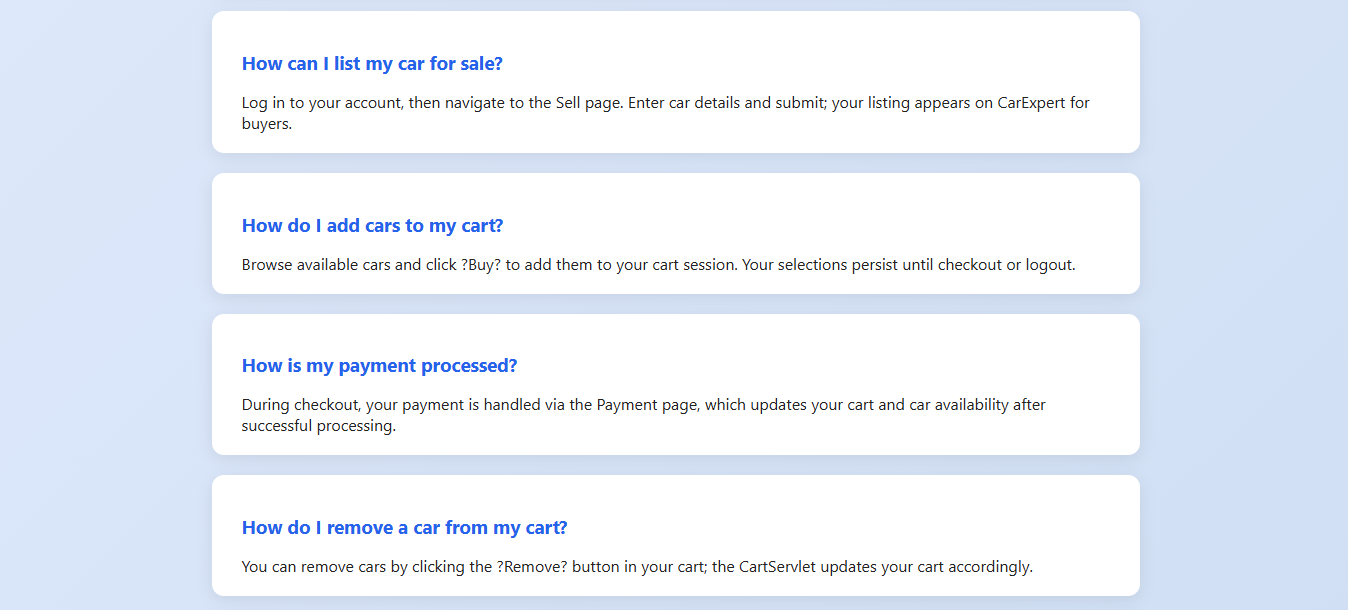 How can I list my car for sale?
Log in to your account, then navigate to the Sell page. Enter car details and submit; your listing appears on CarExpert for
buyers.
How do I add cars to my cart?
Browse available cars and click ?Buy? to add them to your cart session. Your selections persist until checkout or logout.
How is my payment processed?
During checkout, your payment is handled via the Payment page, which updates your cart and car availability after
successful processing.
How do I remove a car from my cart?
You can remove cars by clicking the ?Remove? button in your cart; the CartServlet updates your cart accordingly.